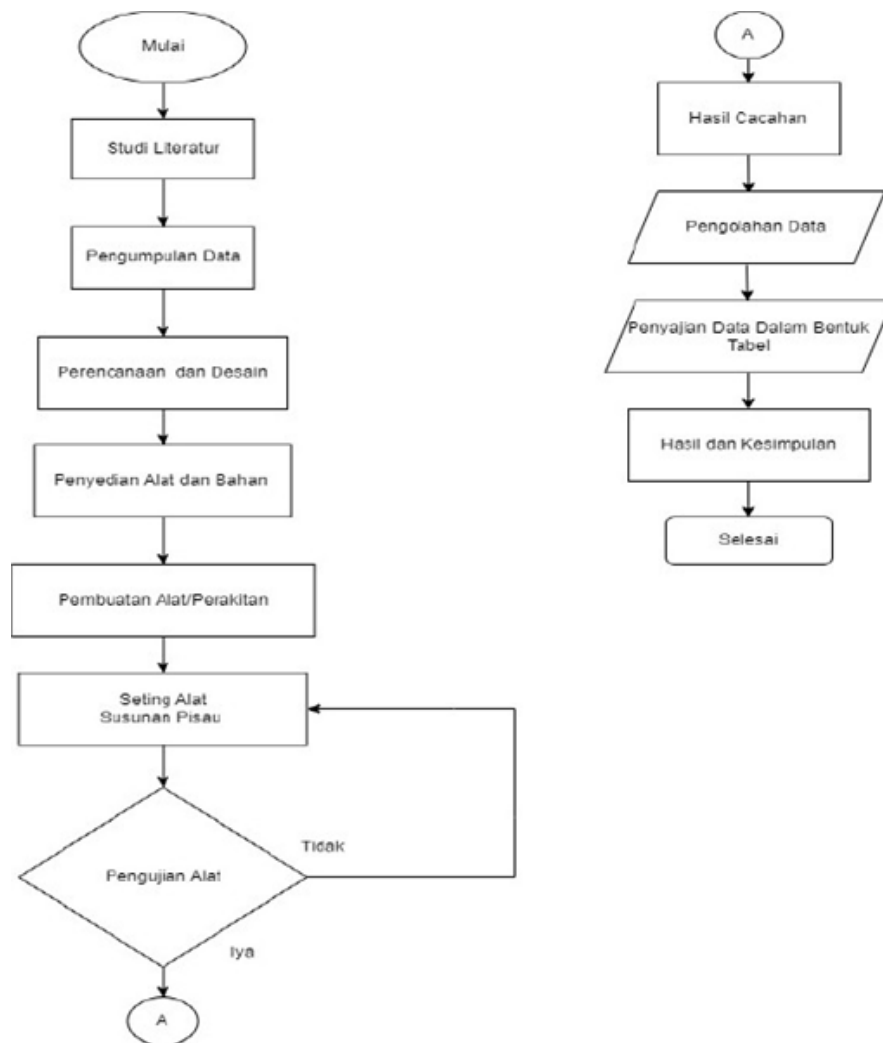 Mulai
Studi Literatur
Pengumpulan Data
Perencanaan dan Desain
Penyedian Alat dan Bahan
Pembuatan Alat/Perakitan
Seting Alat
Susunan Pisau
Pengujian Alat
Tidak
Iya
A
A
Hasil Cacahan
Pengolahan Data
Penyajian Data Dalam Bentuk
Tabel
Hasil dan Kesimpulan
Selesai